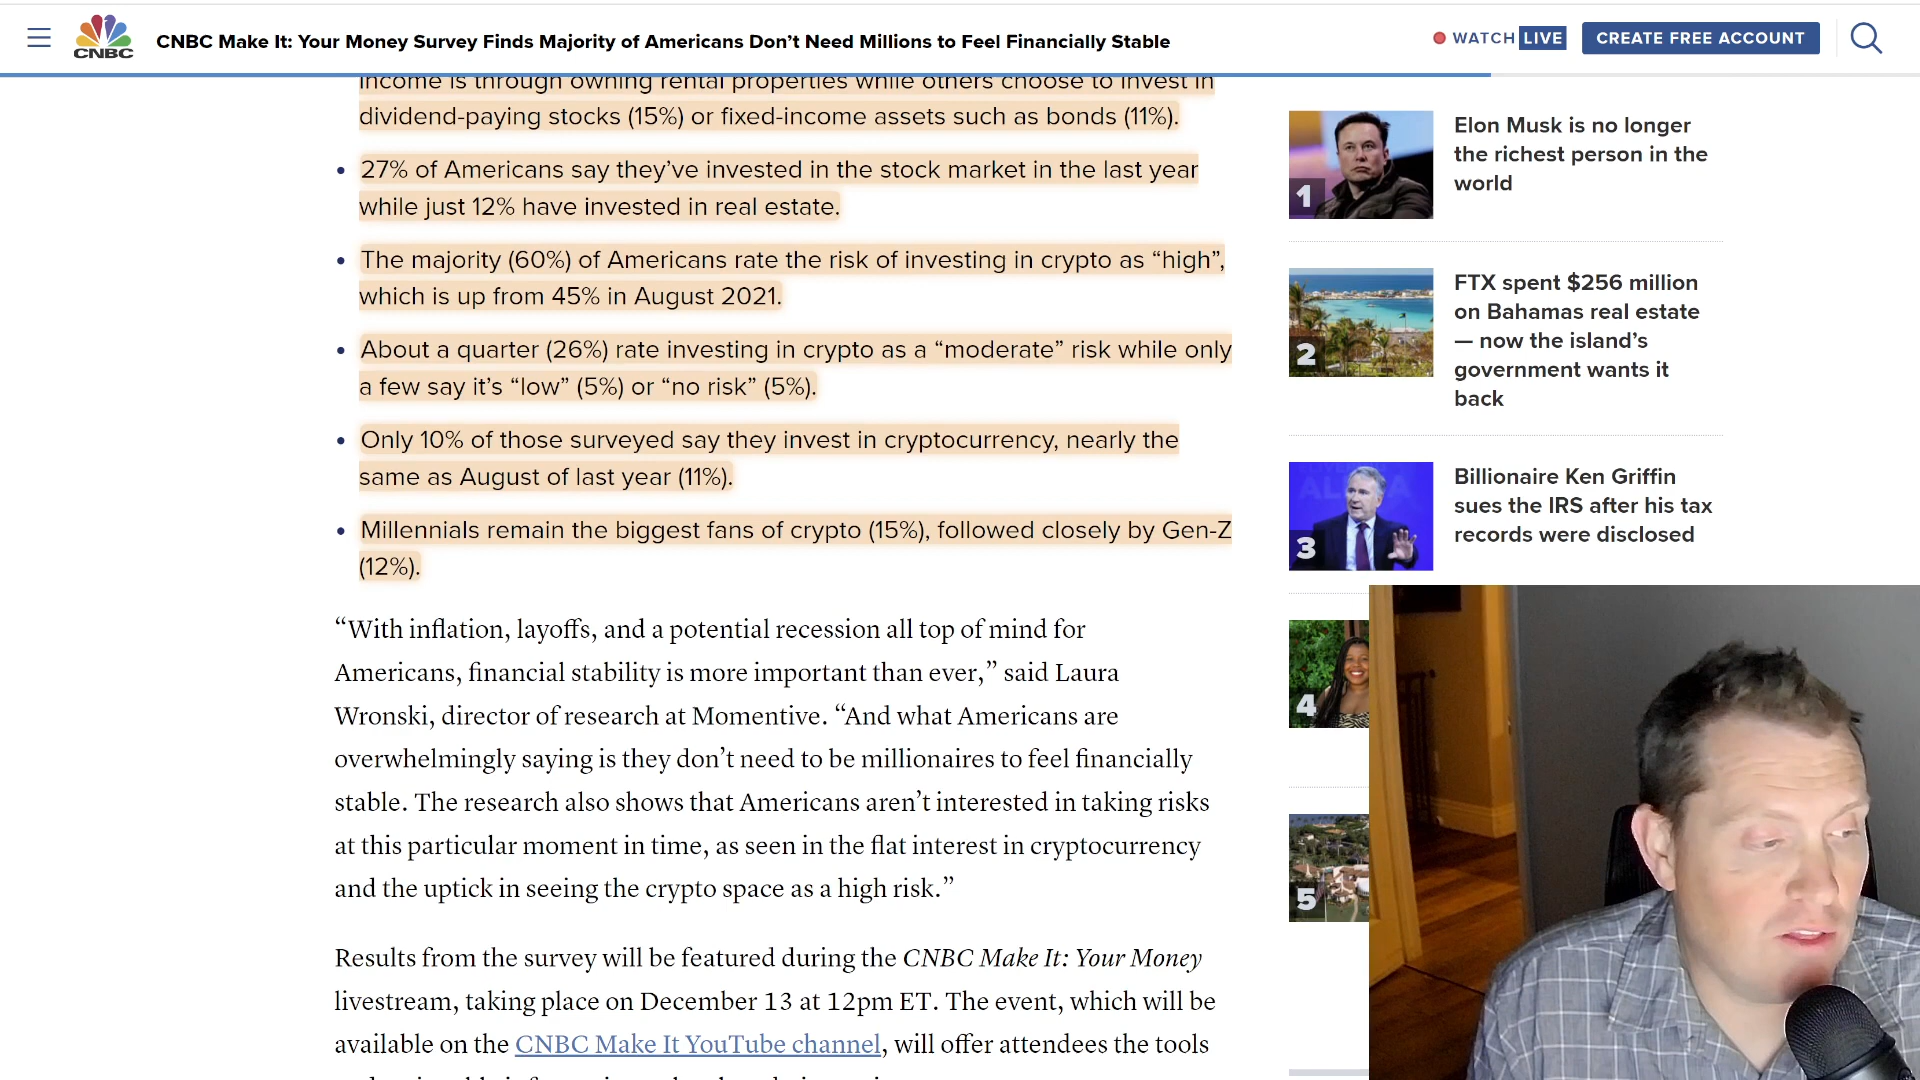 CNBC
CNBC Make It: Your Money Survey Finds Majority of Americans Don’t Need Millions to Feel Financially Stable
WATCH LIVE
CREATE FREE ACCOUNT
income is through owning rental properties while others choose to invest in
dividend-paying stocks (15%) or fixed-income assets such as bonds (11%).
• 27% of Americans say they’ve invested in the stock market in the last year
while just 12% have invested in real estate.
• The majority (60%) of Americans rate the risk of investing in crypto as “high”,
which is up from 45% in August 2021.
• About a quarter (26%) rate investing in crypto as a “moderate” risk while only
a few say it’s “low” (5%) or “no risk” (5%).
• Only 10% of those surveyed say they invest in cryptocurrency, nearly the
same as August of last year (11%).
• Millennials remain the biggest fans of crypto (15%), followed closely by Gen-Z
(12%).
“With inflation, layoffs, and a potential recession all top of mind for
Americans, financial stability is more important than ever,” said Laura
Wronski, director of research at Momentive. “And what Americans are
overwhelmingly saying is they don’t need to be millionaires to feel financially
stable. The research also shows that Americans aren’t interested in taking risks
at this particular moment in time, as seen in the flat interest in cryptocurrency
and the uptick in seeing the crypto space as a high risk.”
Results from the survey will be featured during the CNBC Make It: Your Money
livestream, taking place on December 13 at 12pm ET. The event, which will be
available on the CNBC Make It YouTube channel, will offer attendees the tools
1
Elon Musk is no longer
the richest person in the
world
2
FTX spent $256 million
on Bahamas real estate
— now the island’s
government wants it
back
3
Billionaire Ken Griffin
sues the IRS after his tax
records were disclosed
4
5